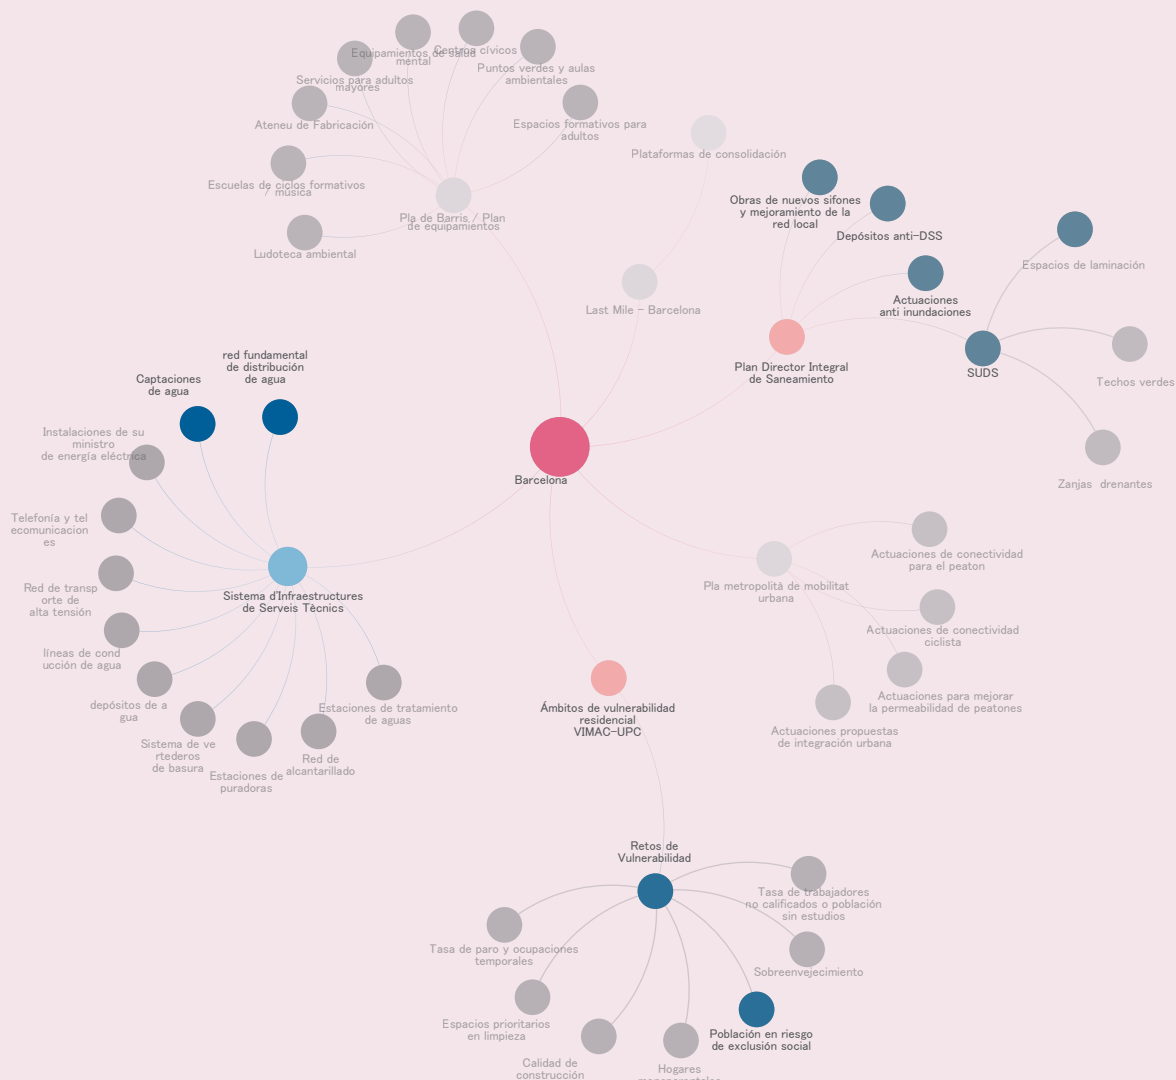 Equipamientos de salud
mental
Centros cívicos
Servicios para adultos
mayores
Puntos verdes y aulas
ambientales
Ateneu de Fabricación
Espacios formativos para
adultos
Escuelas de ciclos formativos
/ música
Pla de Barris / Plan
de equipamientos
Ludoteca ambiental
Plataformas de consolidación
Last Mile - Barcelona
Obras de nuevos sifones
y mejoramiento de la
red local
Depósitos anti-DSS
Actuaciones
anti inundaciones
Espacios de laminación
Plan Director Integral
de Saneamiento
SUDS
Techos verdes
Zanjas drenantes
red fundamental
de distribución
de agua
Captaciones
de agua
Instalaciones de su
ministro
de energía eléctrica
Barcelona
Telefonía y tel
ecomunicacion
es
Red de transp
orte de
alta tensión
Sistema d'Infraestructures
de Serveis Tècnics
líneas de cond
ucción de agua
depósitos de a
gua
Sistema de ve
rtederos
de basura
Estaciones de
puradoras
Red de
alcantarillado
Estaciones de tratamiento
de aguas
Actuaciones de conectividad
para el peaton
Pla metropolità de mobilitat
urbana
Actuaciones de conectividad
ciclista
Actuaciones para mejorar
la permeabilidad de peatones
Actuaciones propuestas
de integración urbana
Ámbitos de vulnerabilidad
residencial
VIMAC-UPC
Retos de
Vulnerabilidad
Tasa de trabajadores
no calificados o población
sin estudios
Tasa de paro y ocupaciones
temporales
Sobreenvejecimiento
Espacios prioritarios
en limpieza
Población en riesgo
de exclusión social
Calidad de
construcción
Hogares
monoparentales